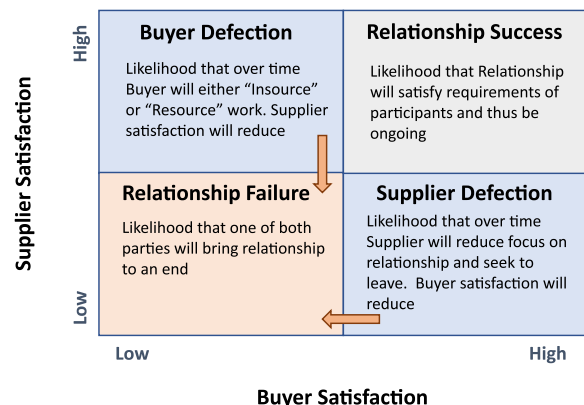 High
Buyer Defection
Likelihood that over time
Buyer will either “Insource”
or “Resource” work. Supplier
satisfaction will reduce
Relationship Success
Likelihood that Relationship
will satisfy requirements of
participants and thus be
ongoing
Supplier Satisfaction
Relationship Failure
Likelihood that one of both
parties will bring relationship
to an end
Supplier Defection
Likelihood that over time
Supplier will reduce focus on
relationship and seek to
leave.  Buyer satisfaction will
reduce
Low
Low
High
Buyer Satisfaction